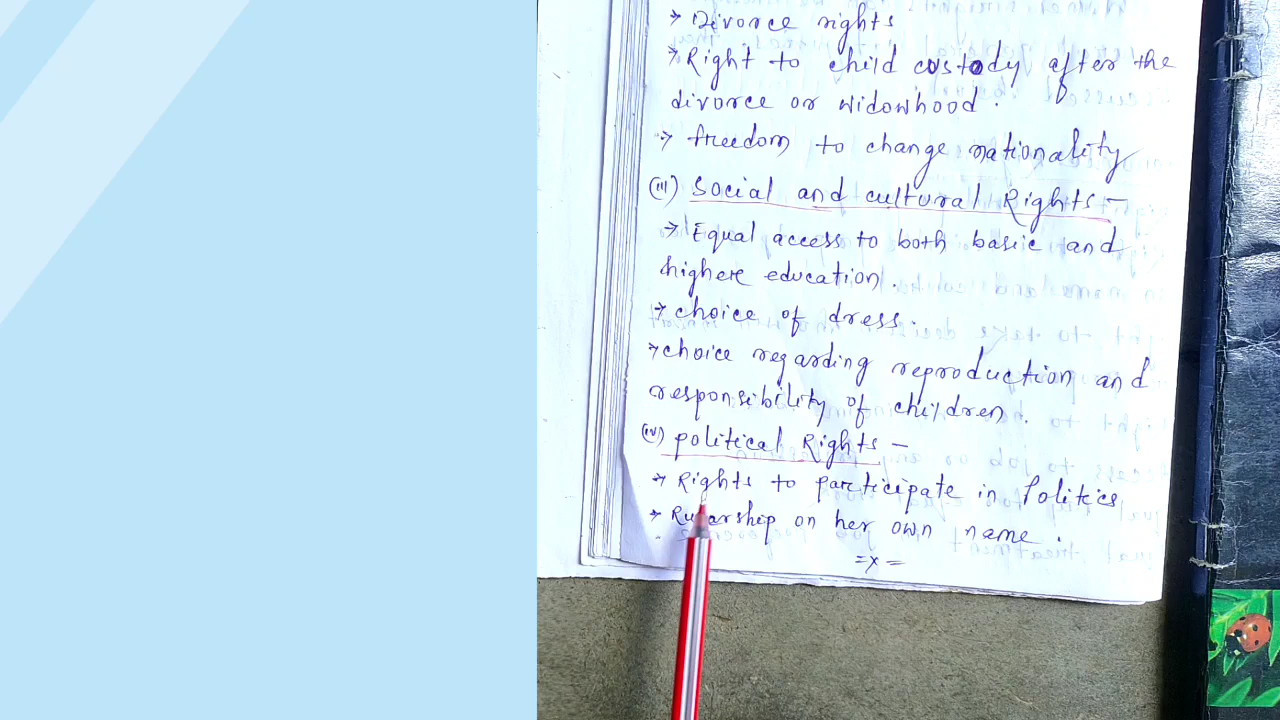 → Divorce rights
→ Right to child custody after the
divorce or widowhood.
→ freedom to change nationality
(iii) Social and cultural Rights –
→ Equal access to both basic and
higher education.
→ choice of dress.
→ choice regarding reproduction and
responsibility of children.
(iv) political Rights –
→ Rights to participate in Politics
→ Rularship on her own name.
=x=